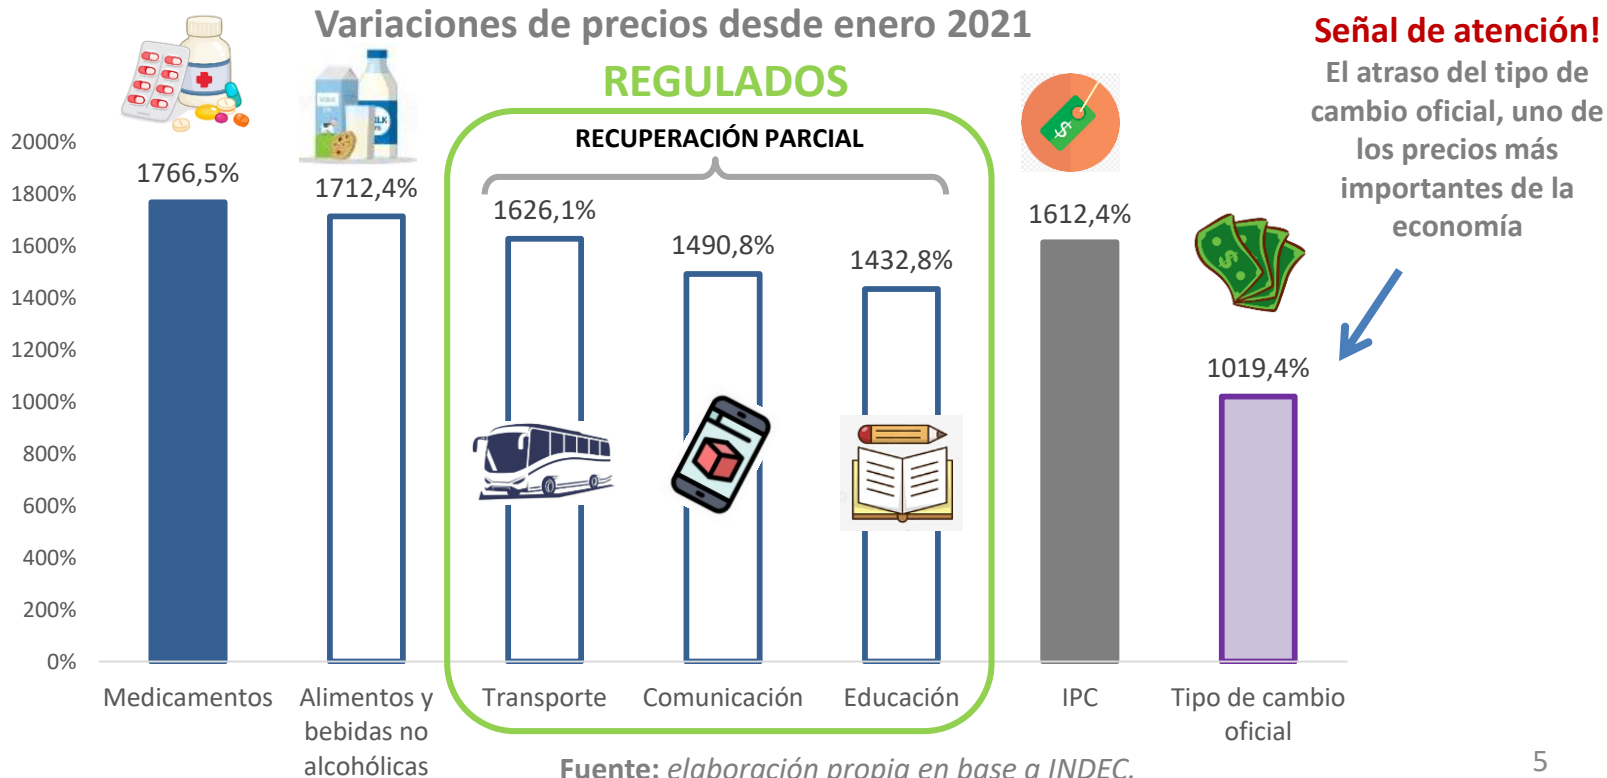 Variaciones de precios desde enero 2021
REGULADOS
RECUPERACIÓN PARCIAL
Señal de atención!
El atraso del tipo de
cambio oficial, uno de
los precios más
importantes de la
economía
2000%
1800%
1600%
1400%
1200%
1000%
800%
600%
400%
200%
0%
1766,5%
1712,4%
1626,1%
1490,8%
1432,8%
1612,4%
1019,4%
MILK
$
$
Medicamentos
Alimentos y
bebidas no
alcohólicas
Transporte
Comunicación
Educación
IPC
Tipo de cambio
oficial
Fuente: elaboración propia en base a INDEC.
5